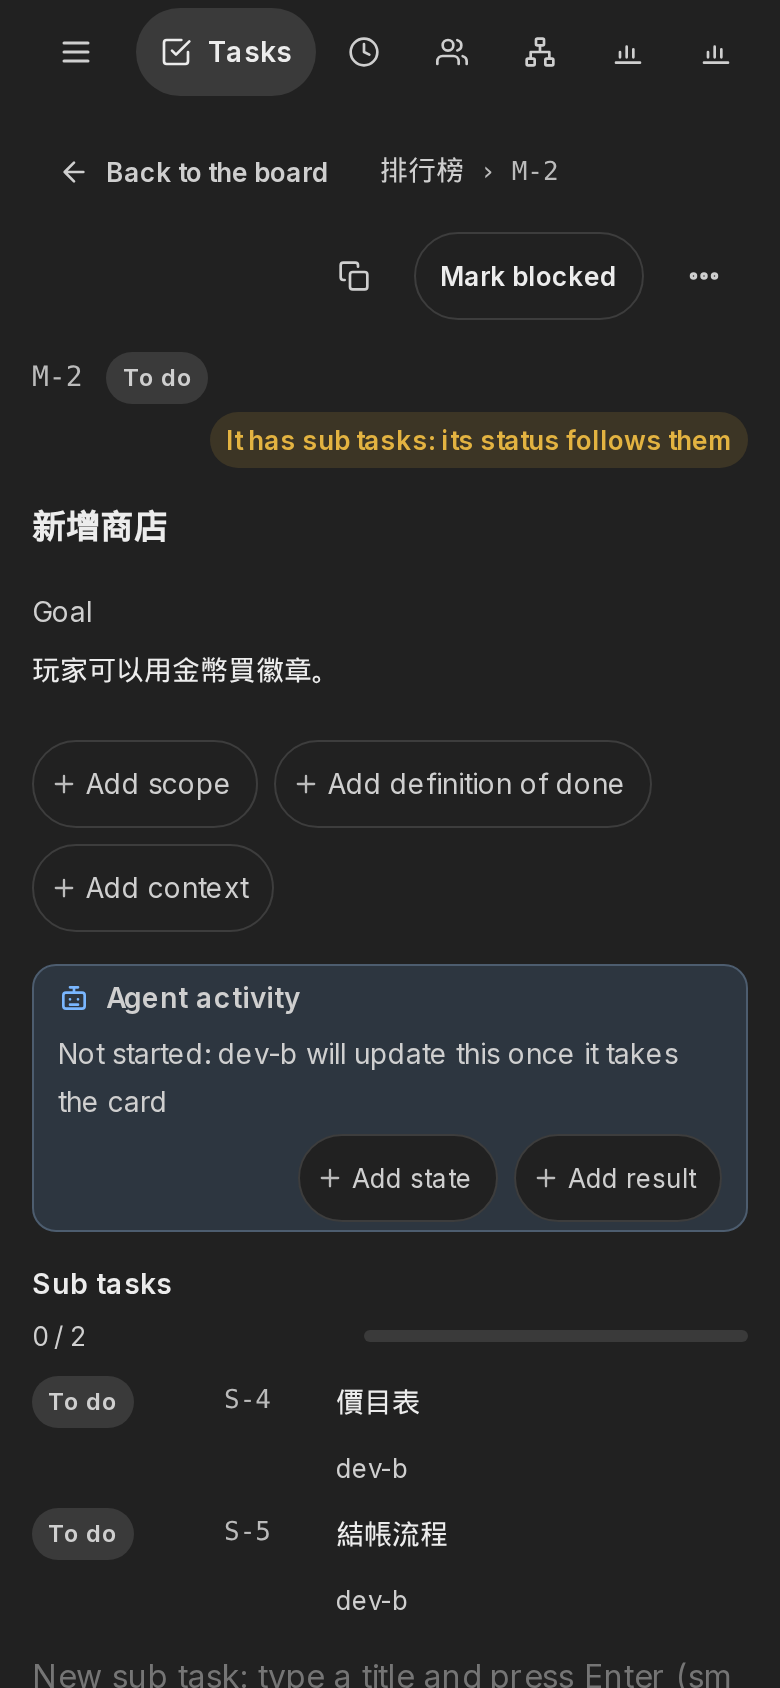 Tasks
Back to the board 排行榜 › M-2
Mark blocked
M-2 To do
It has sub tasks: its status follows them
新增商店
Goal
玩家可以用金幣買徽章。
Add scope
Add definition of done
Add context
Agent activity
Not started: dev-b will update this once it takes
the card
Add state
Add result
Sub tasks
0 / 2
To do S-4 價目表
dev-b
To do S-5 結帳流程
dev-b
New sub task: type a title and press Enter (sm